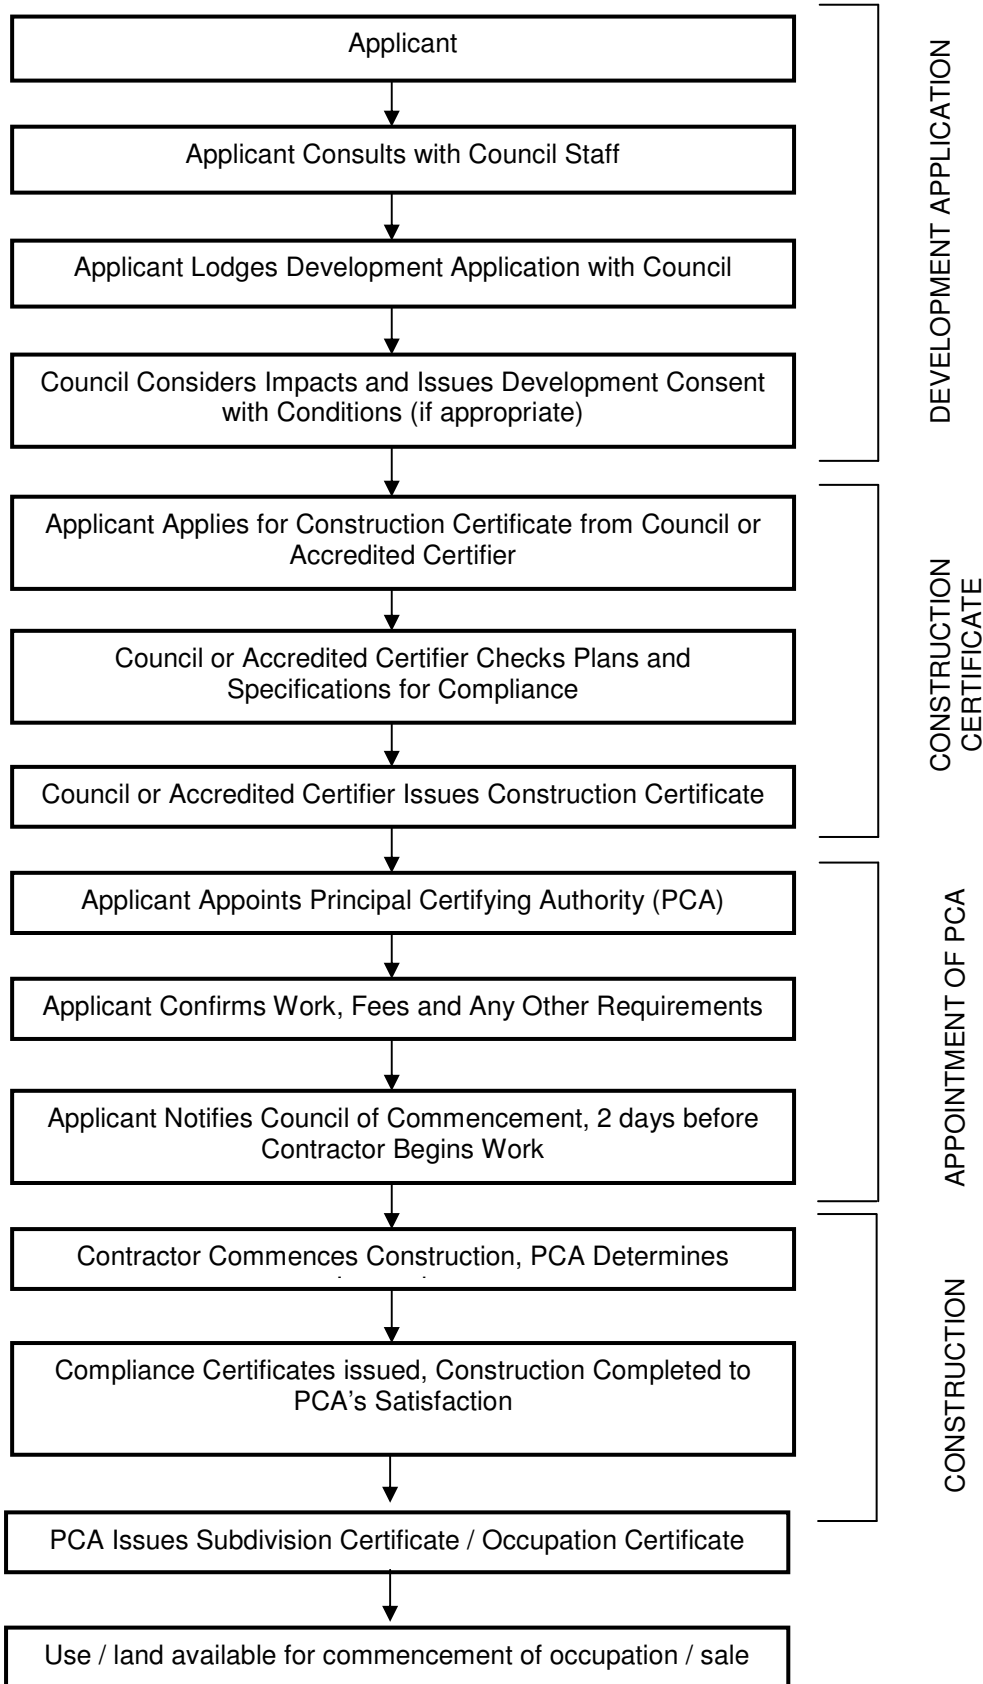 Applicant
Applicant Consults with Council Staff
Applicant Lodges Development Application with Council
Council Considers Impacts and Issues Development Consent
with Conditions (if appropriate)
DEVELOPMENT APPLICATION
Applicant Applies for Construction Certificate from Council or
Accredited Certifier
Council or Accredited Certifier Checks Plans and
Specifications for Compliance
Council or Accredited Certifier Issues Construction Certificate
CONSTRUCTION
CERTIFICATE
Applicant Appoints Principal Certifying Authority (PCA)
Applicant Confirms Work, Fees and Any Other Requirements
Applicant Notifies Council of Commencement, 2 days before
Contractor Begins Work
APPOINTMENT OF PCA
Contractor Commences Construction, PCA Determines
Compliance Certificates issued, Construction Completed to
PCA's Satisfaction
PCA Issues Subdivision Certificate / Occupation Certificate
CONSTRUCTION
Use / land available for commencement of occupation / sale